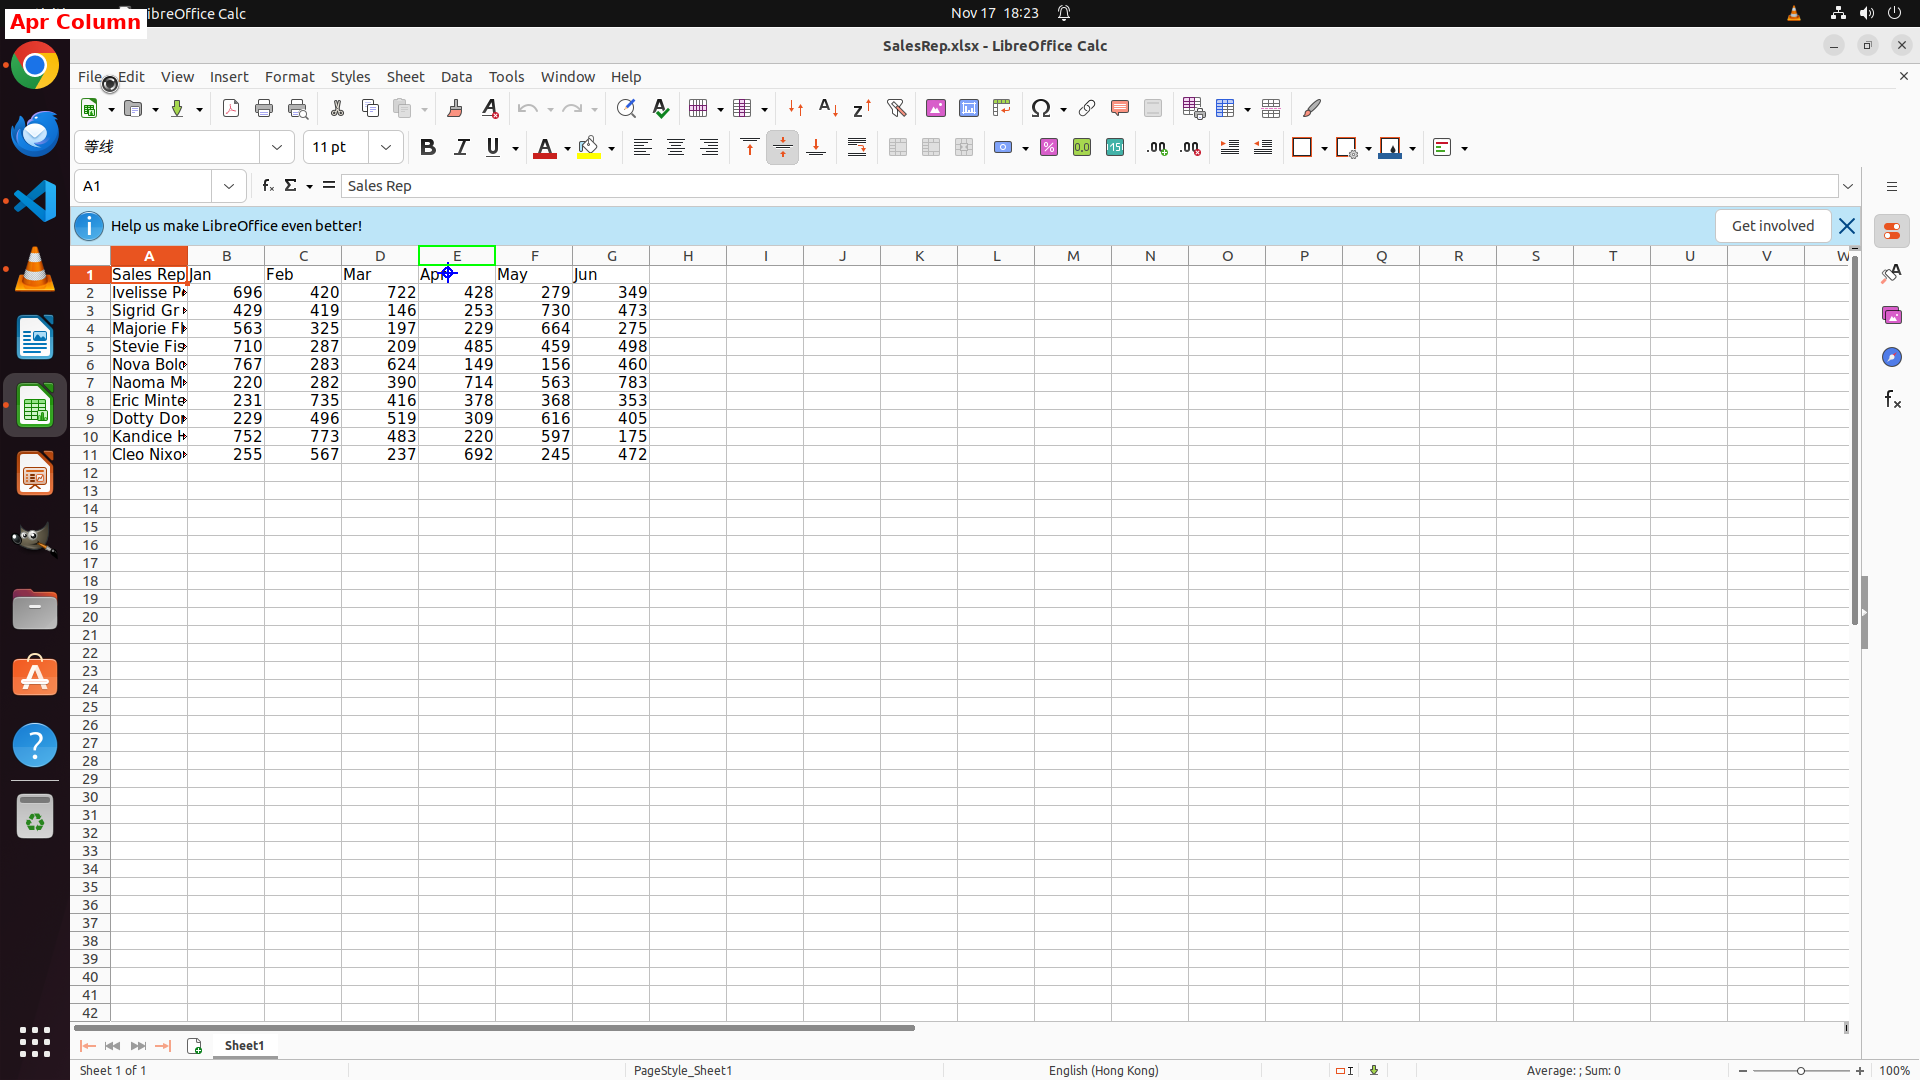 Apr Column
LibreOffice Calc
Nov 17 18:23
SalesRep.xlsx - LibreOffice Calc
File Edit View Insert Format Styles Sheet Data Tools Window Help
等线 11 pt
A1 Sales Rep
Help us make LibreOffice even better! Get involved
A B C D E F G H I J K L M N O P Q R S T U V W
1 Sales Rep Jan Feb Mar Apr May Jun
2 Ivelisse P 696 420 722 428 279 349
3 Sigrid Gr 429 419 146 253 730 473
4 Majorie Fl 563 325 197 229 664 275
5 Stevie Fis 710 287 209 485 459 498
6 Nova Bolo 767 283 624 149 156 460
7 Naoma M 220 282 390 714 563 783
8 Eric Minte 231 735 416 378 368 353
9 Dotty Do 229 496 519 309 616 405
10 Kandice H 752 773 483 220 597 175
11 Cleo Nixo 255 567 237 692 245 472
12
13
14
15
16
17
18
19
20
21
22
23
24
25
26
27
28
29
30
31
32
33
34
35
36
37
38
39
40
41
42
Sheet1
Sheet 1 of 1 PageStyle_Sheet1 English (Hong Kong) Average: ; Sum: 0 100%